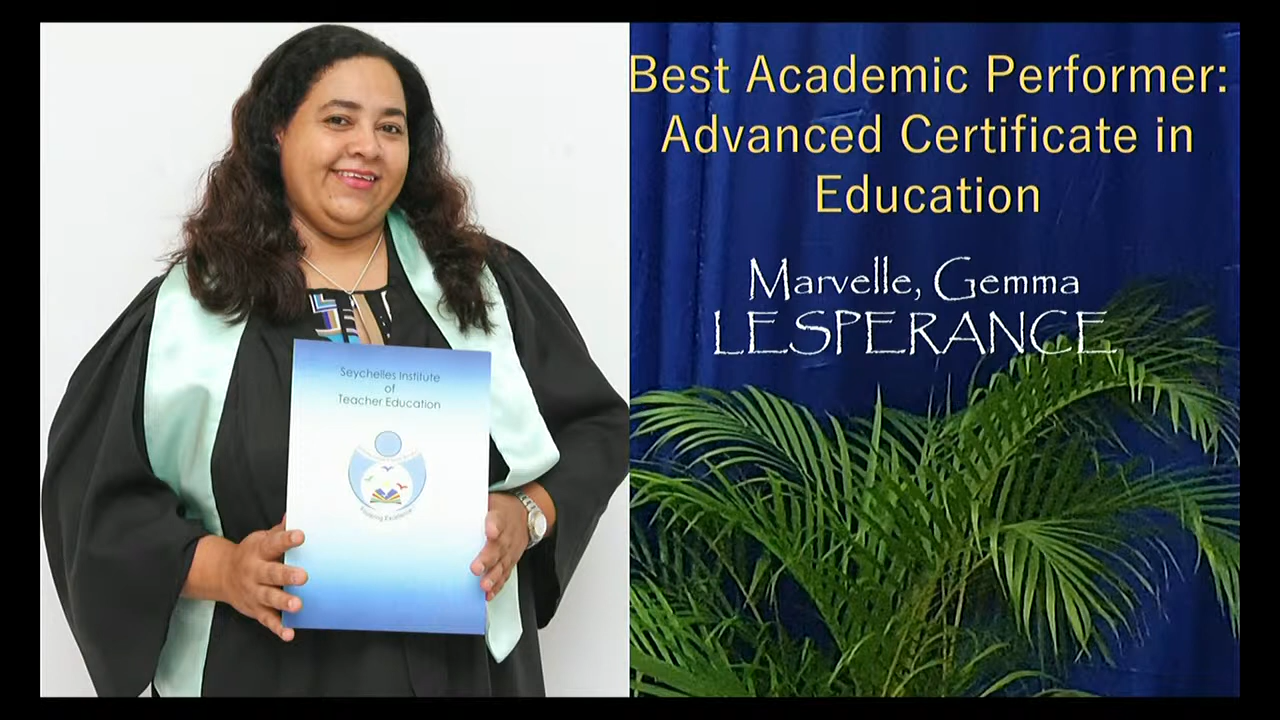 Best Academic Performer:
Advanced Certificate in
Education
Marvelle, Gemma
LESPERANCE
Seychelles Institute
of
Teacher Education